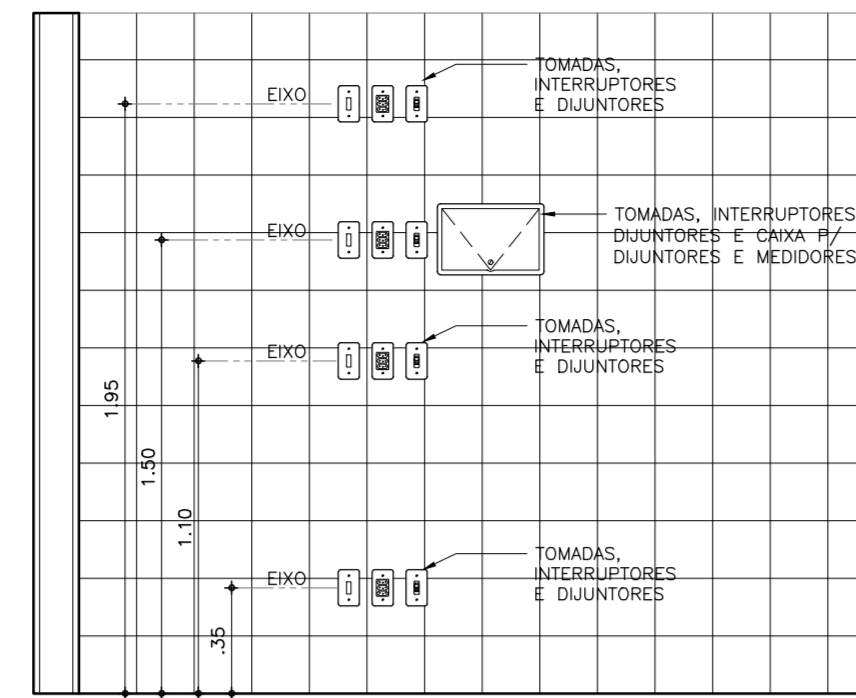 EIXO
TOMADAS,
INTERRUPTORES
E DIJUNTORES
EIXO
TOMADAS, INTERRUPTORES
DIJUNTORES E CAIXA P/
DIJUNTORES E MEDIDORES
EIXO
TOMADAS,
INTERRUPTORES
E DIJUNTORES
1.95
1.50
1.10
EIXO
TOMADAS,
INTERRUPTORES
E DIJUNTORES
.35